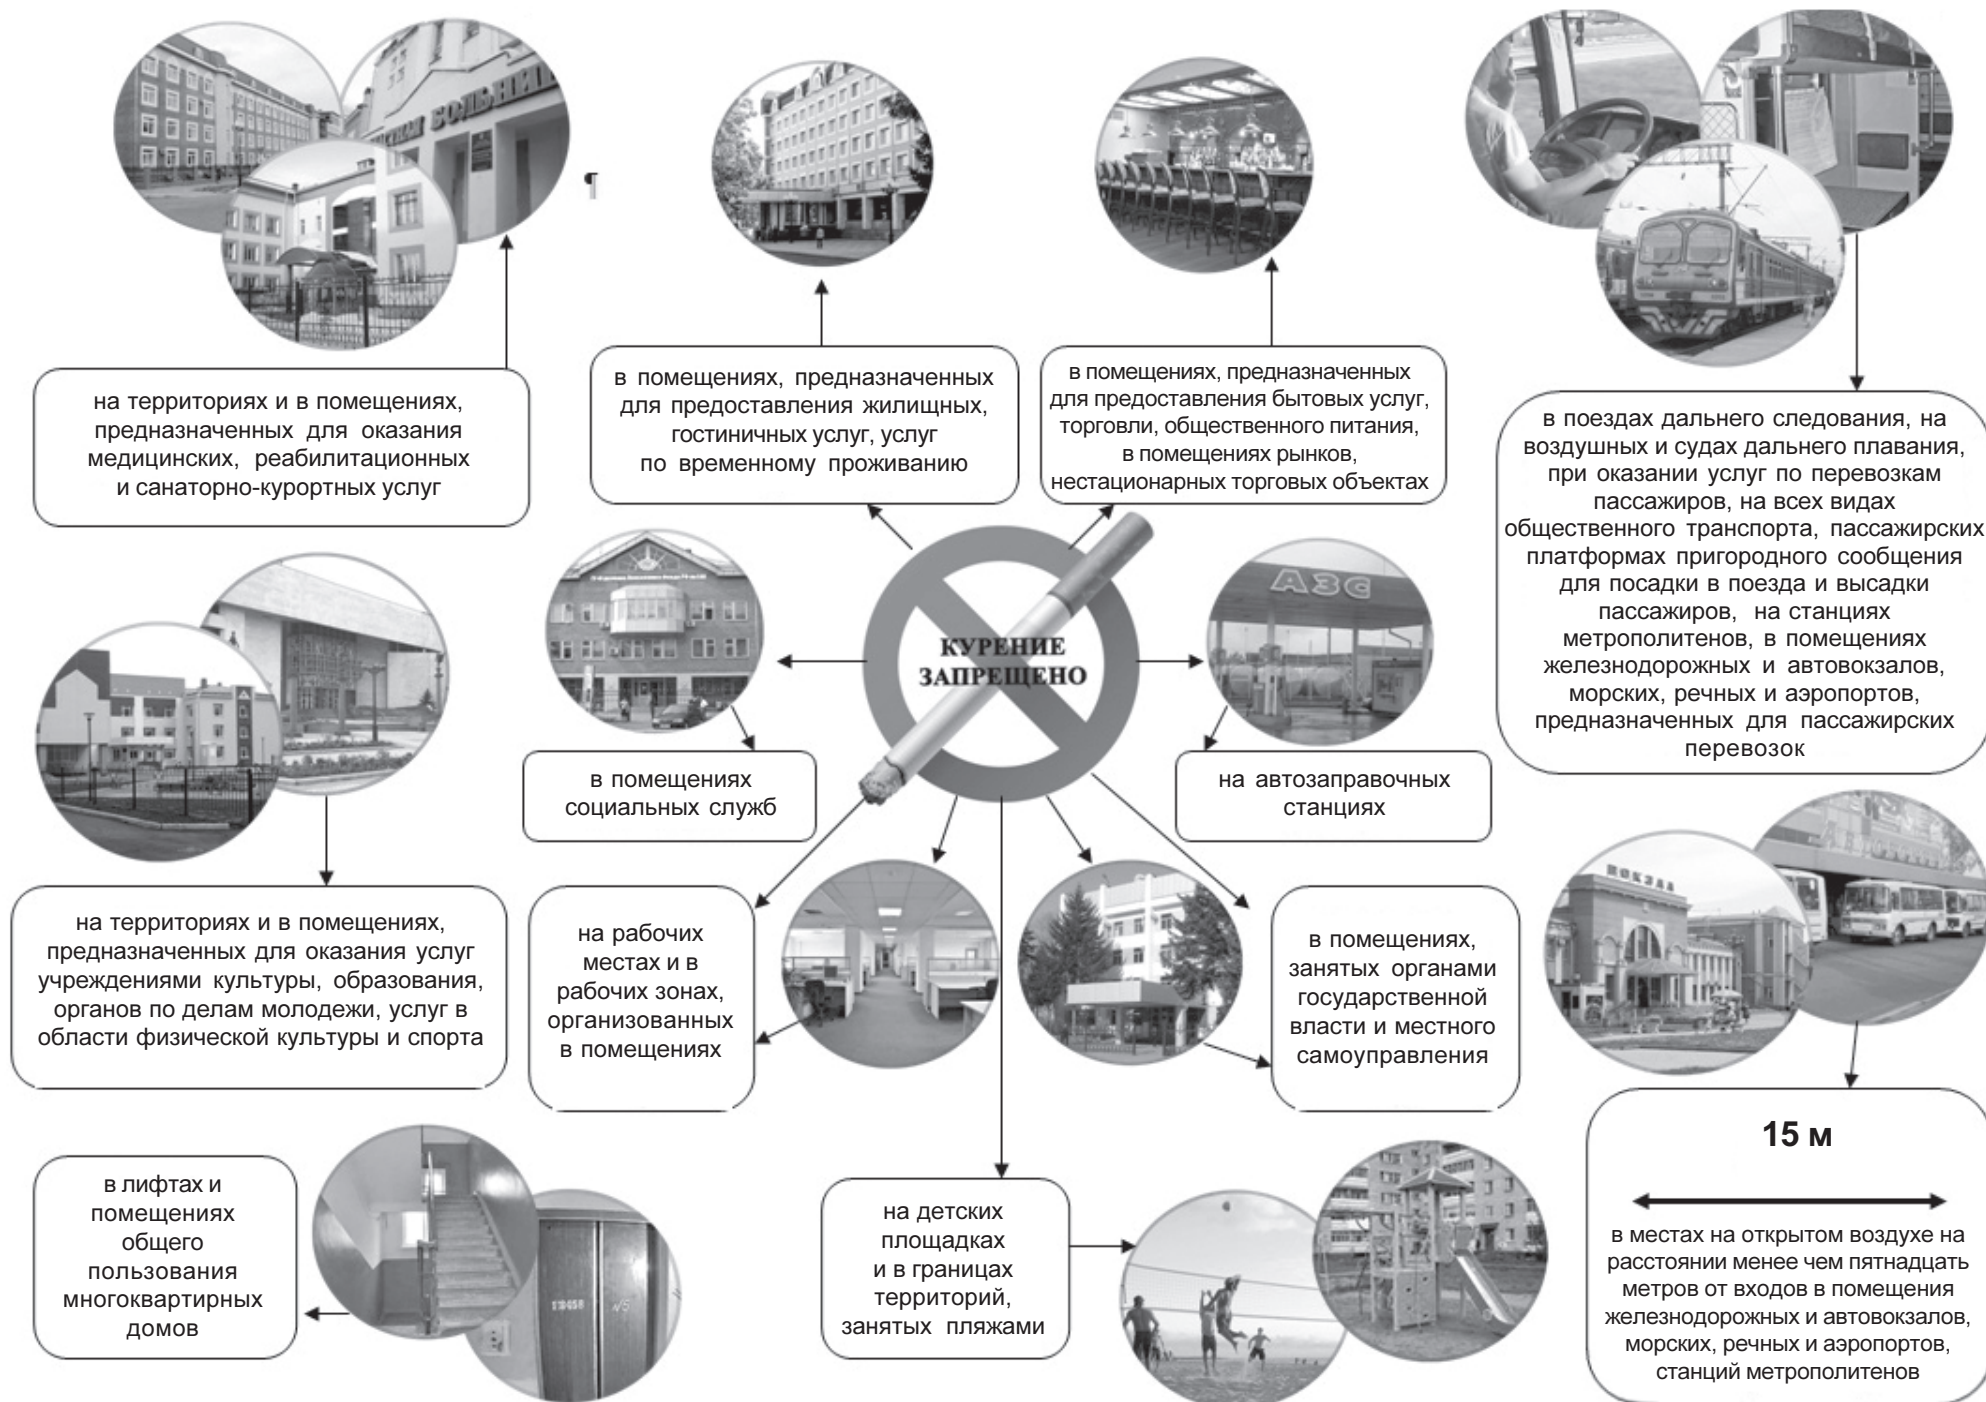 БОЛЬНИ
¶
на территориях и в помещениях,
предназначенных для оказания
медицинских, реабилитационных
и санаторно-курортных услуг
в помещениях, предназначенных
для предоставления жилищных,
гостиничных услуг, услуг
по временному проживанию
в помещениях, предназначенных
для предоставления бытовых услуг,
торговли, общественного питания,
в помещениях рынков,
нестационарных торговых объектах
в поездах дальнего следования, на
воздушных и судах дальнего плавания,
при оказании услуг по перевозкам
пассажиров, на всех видах
общественного транспорта, пассажирских
платформах пригородного сообщения
для посадки в поезда и высадки
пассажиров, на станциях
метрополитенов, в помещениях
железнодорожных и автовокзалов,
морских, речных и аэропортов,
предназначенных для пассажирских
перевозок
КУРЕНИЕ
ЗАПРЕЩЕНО
АЗС
в помещениях
социальных служб
на автозаправочных
станциях
на территориях и в помещениях,
предназначенных для оказания услуг
учреждениями культуры, образования,
органов по делам молодежи, услуг в
области физической культуры и спорта
на рабочих
местах и в
рабочих зонах,
организованных
в помещениях
в помещениях,
занятых органами
государственной
власти и местного
самоуправления
ВОКЗАЛ
15 м
в местах на открытом воздухе на
расстоянии менее чем пятнадцать
метров от входов в помещения
железнодорожных и автовокзалов,
морских, речных и аэропортов,
станций метрополитенов
в лифтах и
помещениях
общего
пользования
многоквартирных
домов
№5
на детских
площадках
и в границах
территорий,
занятых пляжами